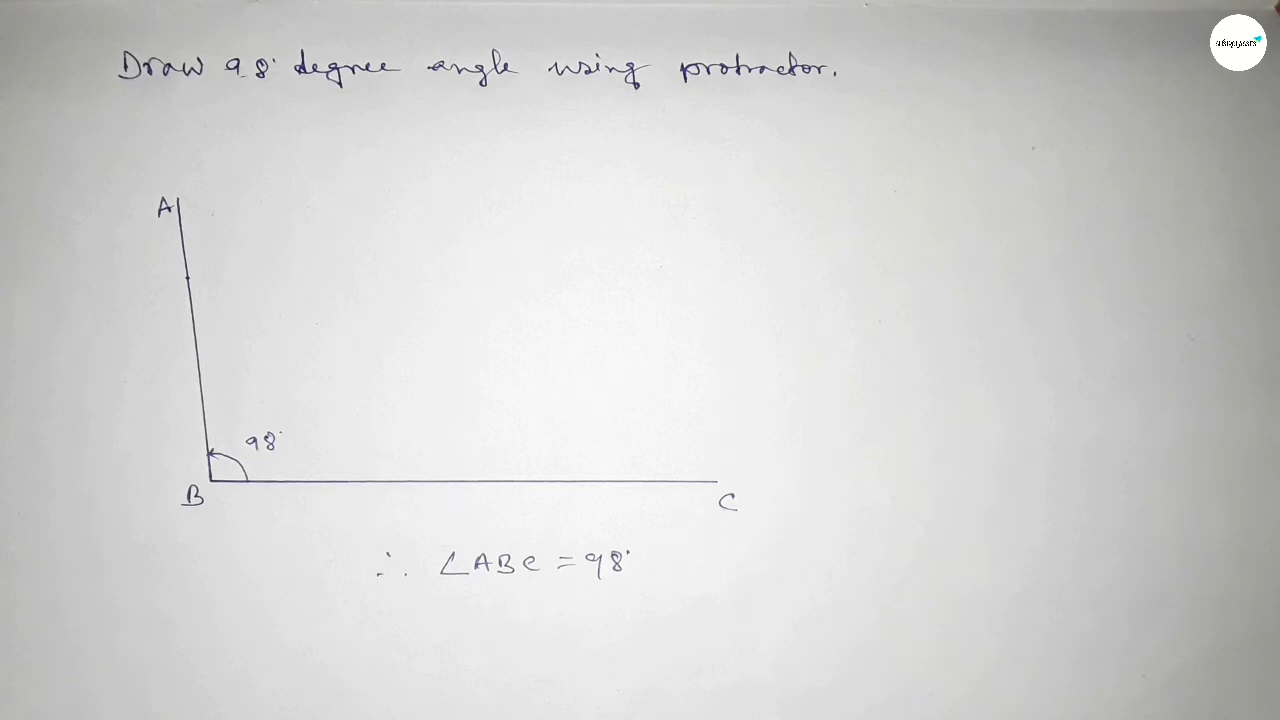 Draw 98° degree angle using protractor.
A
98°
B
C
∴ ∠ABC = 98°